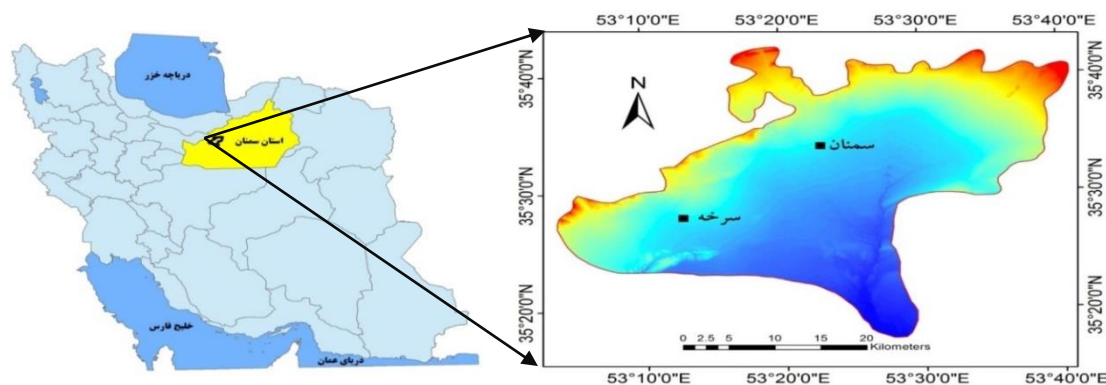 دریاچه خزر
استان سمنان
خلیج فارس
دریای عمان
53°10'0"E 53°20'0"E 53°30'0"E 53°40'0"E
35°40'0"N
35°30'0"N
35°20'0"N
N
سمنان
سرخه
0 2.5 5 10 15 20
Kilometers
35°40'0"N
35°30'0"N
35°20'0"N
53°10'0"E 53°20'0"E 53°30'0"E 53°40'0"E